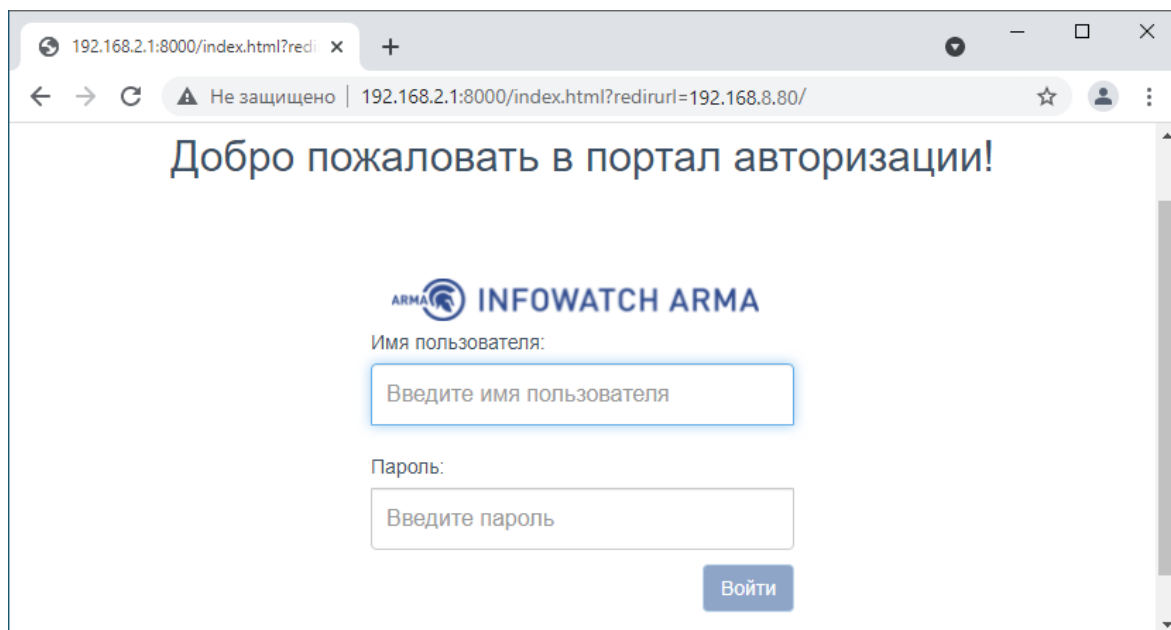 192.168.2.1:8000/index.html?redi
Не защищено 192.168.2.1:8000/index.html?redirurl=192.168.8.80/
Добро пожаловать в портал авторизации!
ARMA INFOWATCH ARMA
Имя пользователя:
Введите имя пользователя
Пароль:
Введите пароль
Войти